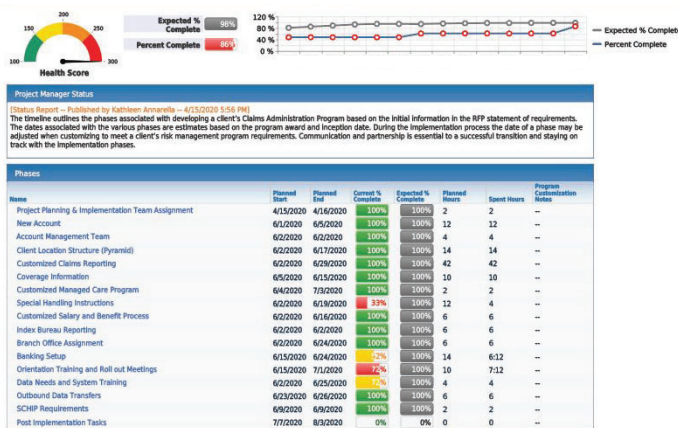 Expected % Complete 98%
Percent Complete 86%
150 200 250
100 300
Health Score
120 %
80 %
40 %
0 %
Expected % Complete
Percent Complete
Project Manager Status
[Status Report -- Published by Kathleen Annarella -- 4/15/2020 5:56 PM]
The timeline outlines the phases associated with developing a client's Claims Administration Program based on the initial information in the RFP statement of requirements.
The dates associated with the various phases are estimates based on the program award and inception date. During the implementation process the date of a phase may be
adjusted when customizing to meet a client's risk management program requirements. Communication and partnership is essential to a successful transition and staying on
track with the implementation phases.
Phases
Name Planned Start Planned End Current % Complete Expected % Complete Planned Hours Spent Hours Program Customization Notes
Project Planning & Implementation Team Assignment 4/15/2020 4/16/2020 100% 100% 2 2 --
New Account 6/1/2020 6/5/2020 100% 100% 12 12 --
Account Management Team 6/2/2020 6/2/2020 100% 100% 4 4 --
Client Location Structure (Pyramid) 6/2/2020 6/17/2020 100% 100% 14 14 --
Customized Claims Reporting 6/2/2020 6/29/2020 100% 100% 42 42 --
Coverage Information 6/5/2020 6/15/2020 100% 100% 10 10 --
Customized Managed Care Program 6/4/2020 7/3/2020 100% 100% 2 2 --
Special Handling Instructions 6/2/2020 6/19/2020 33% 100% 12 4 --
Customized Salary and Benefit Process 6/2/2020 6/16/2020 100% 100% 6 6 --
Index Bureau Reporting 6/2/2020 6/2/2020 100% 100% 6 6 --
Branch Office Assignment 6/2/2020 6/24/2020 100% 100% 6 6 --
Banking Setup 6/15/2020 6/24/2020 100% 14 6:12 --
Orientation Training and Roll out Meetings 6/15/2020 7/1/2020 72% 100% 10 7:12 --
Data Needs and System Training 6/2/2020 6/25/2020 100% 4 4 --
Outbound Data Transfers 6/23/2020 6/26/2020 100% 100% 6 6 --
SCHIP Requirements 6/9/2020 6/9/2020 100% 100% 2 2 --
Post Implementation Tasks 7/7/2020 8/3/2020 0% 0% 0 0 --